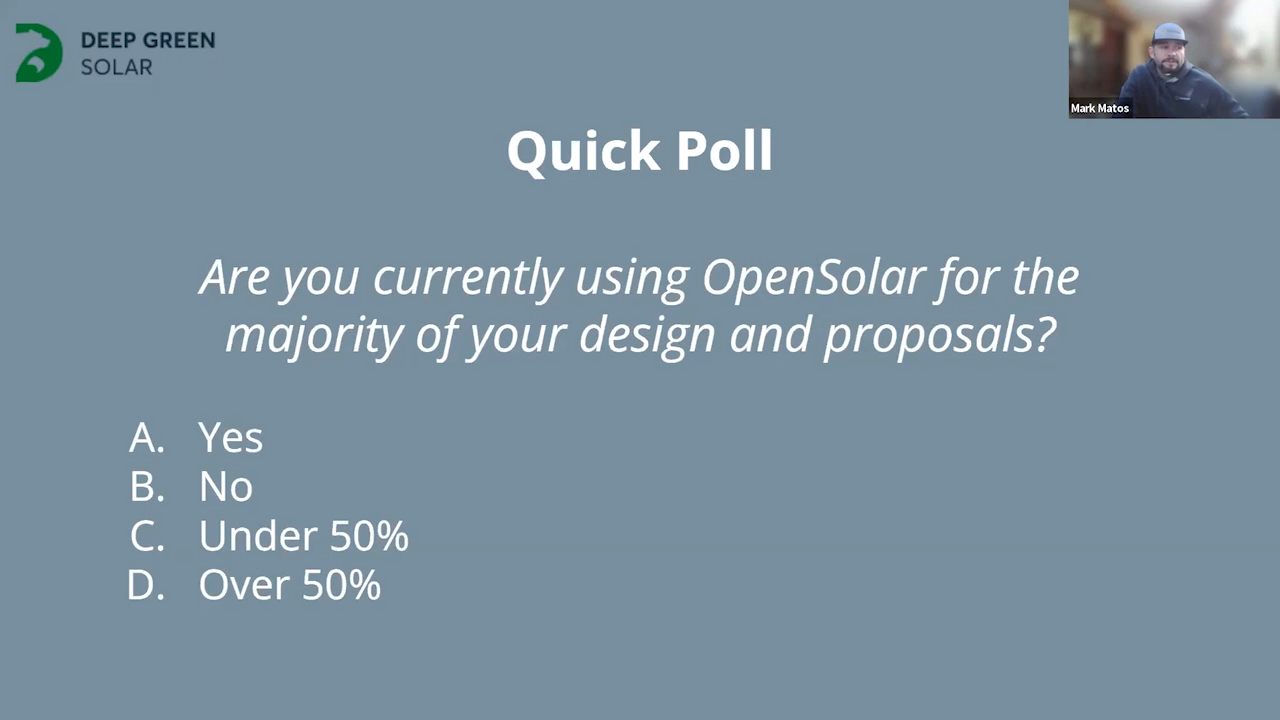 DEEP GREEN
SOLAR
Mark Matos
Quick Poll
Are you currently using OpenSolar for the
majority of your design and proposals?
A. Yes
B. No
C. Under 50%
D. Over 50%